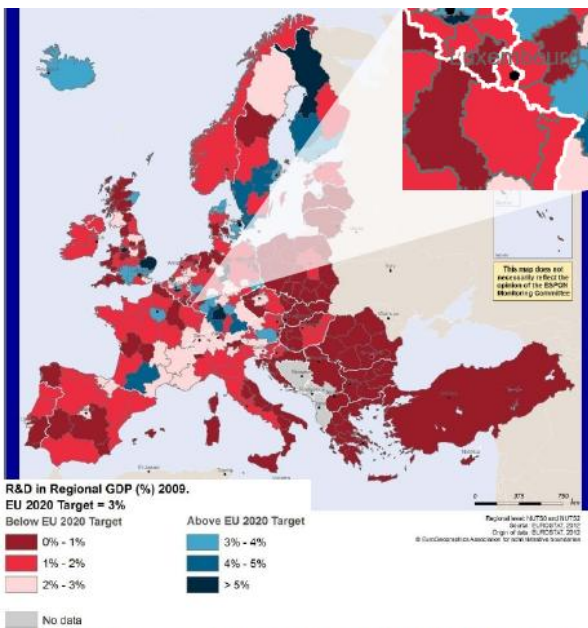 Luxembourg
This map does not
necessarily reflect the
opinion of the ESPON
Monitoring Committee
R&D in Regional GDP (%) 2009.
EU 2020 Target = 3%
Below EU 2020 Target
Above EU 2020 Target
0% - 1%
3% - 4%
1% - 2%
4% - 5%
2% - 3%
> 5%
No data
Regional level: NUTS0 and NUTS2
Source: EUROSTAT, 2012
Origin of data: EUROSTAT, 2012
© EuroGeographics Association for administrative boundaries